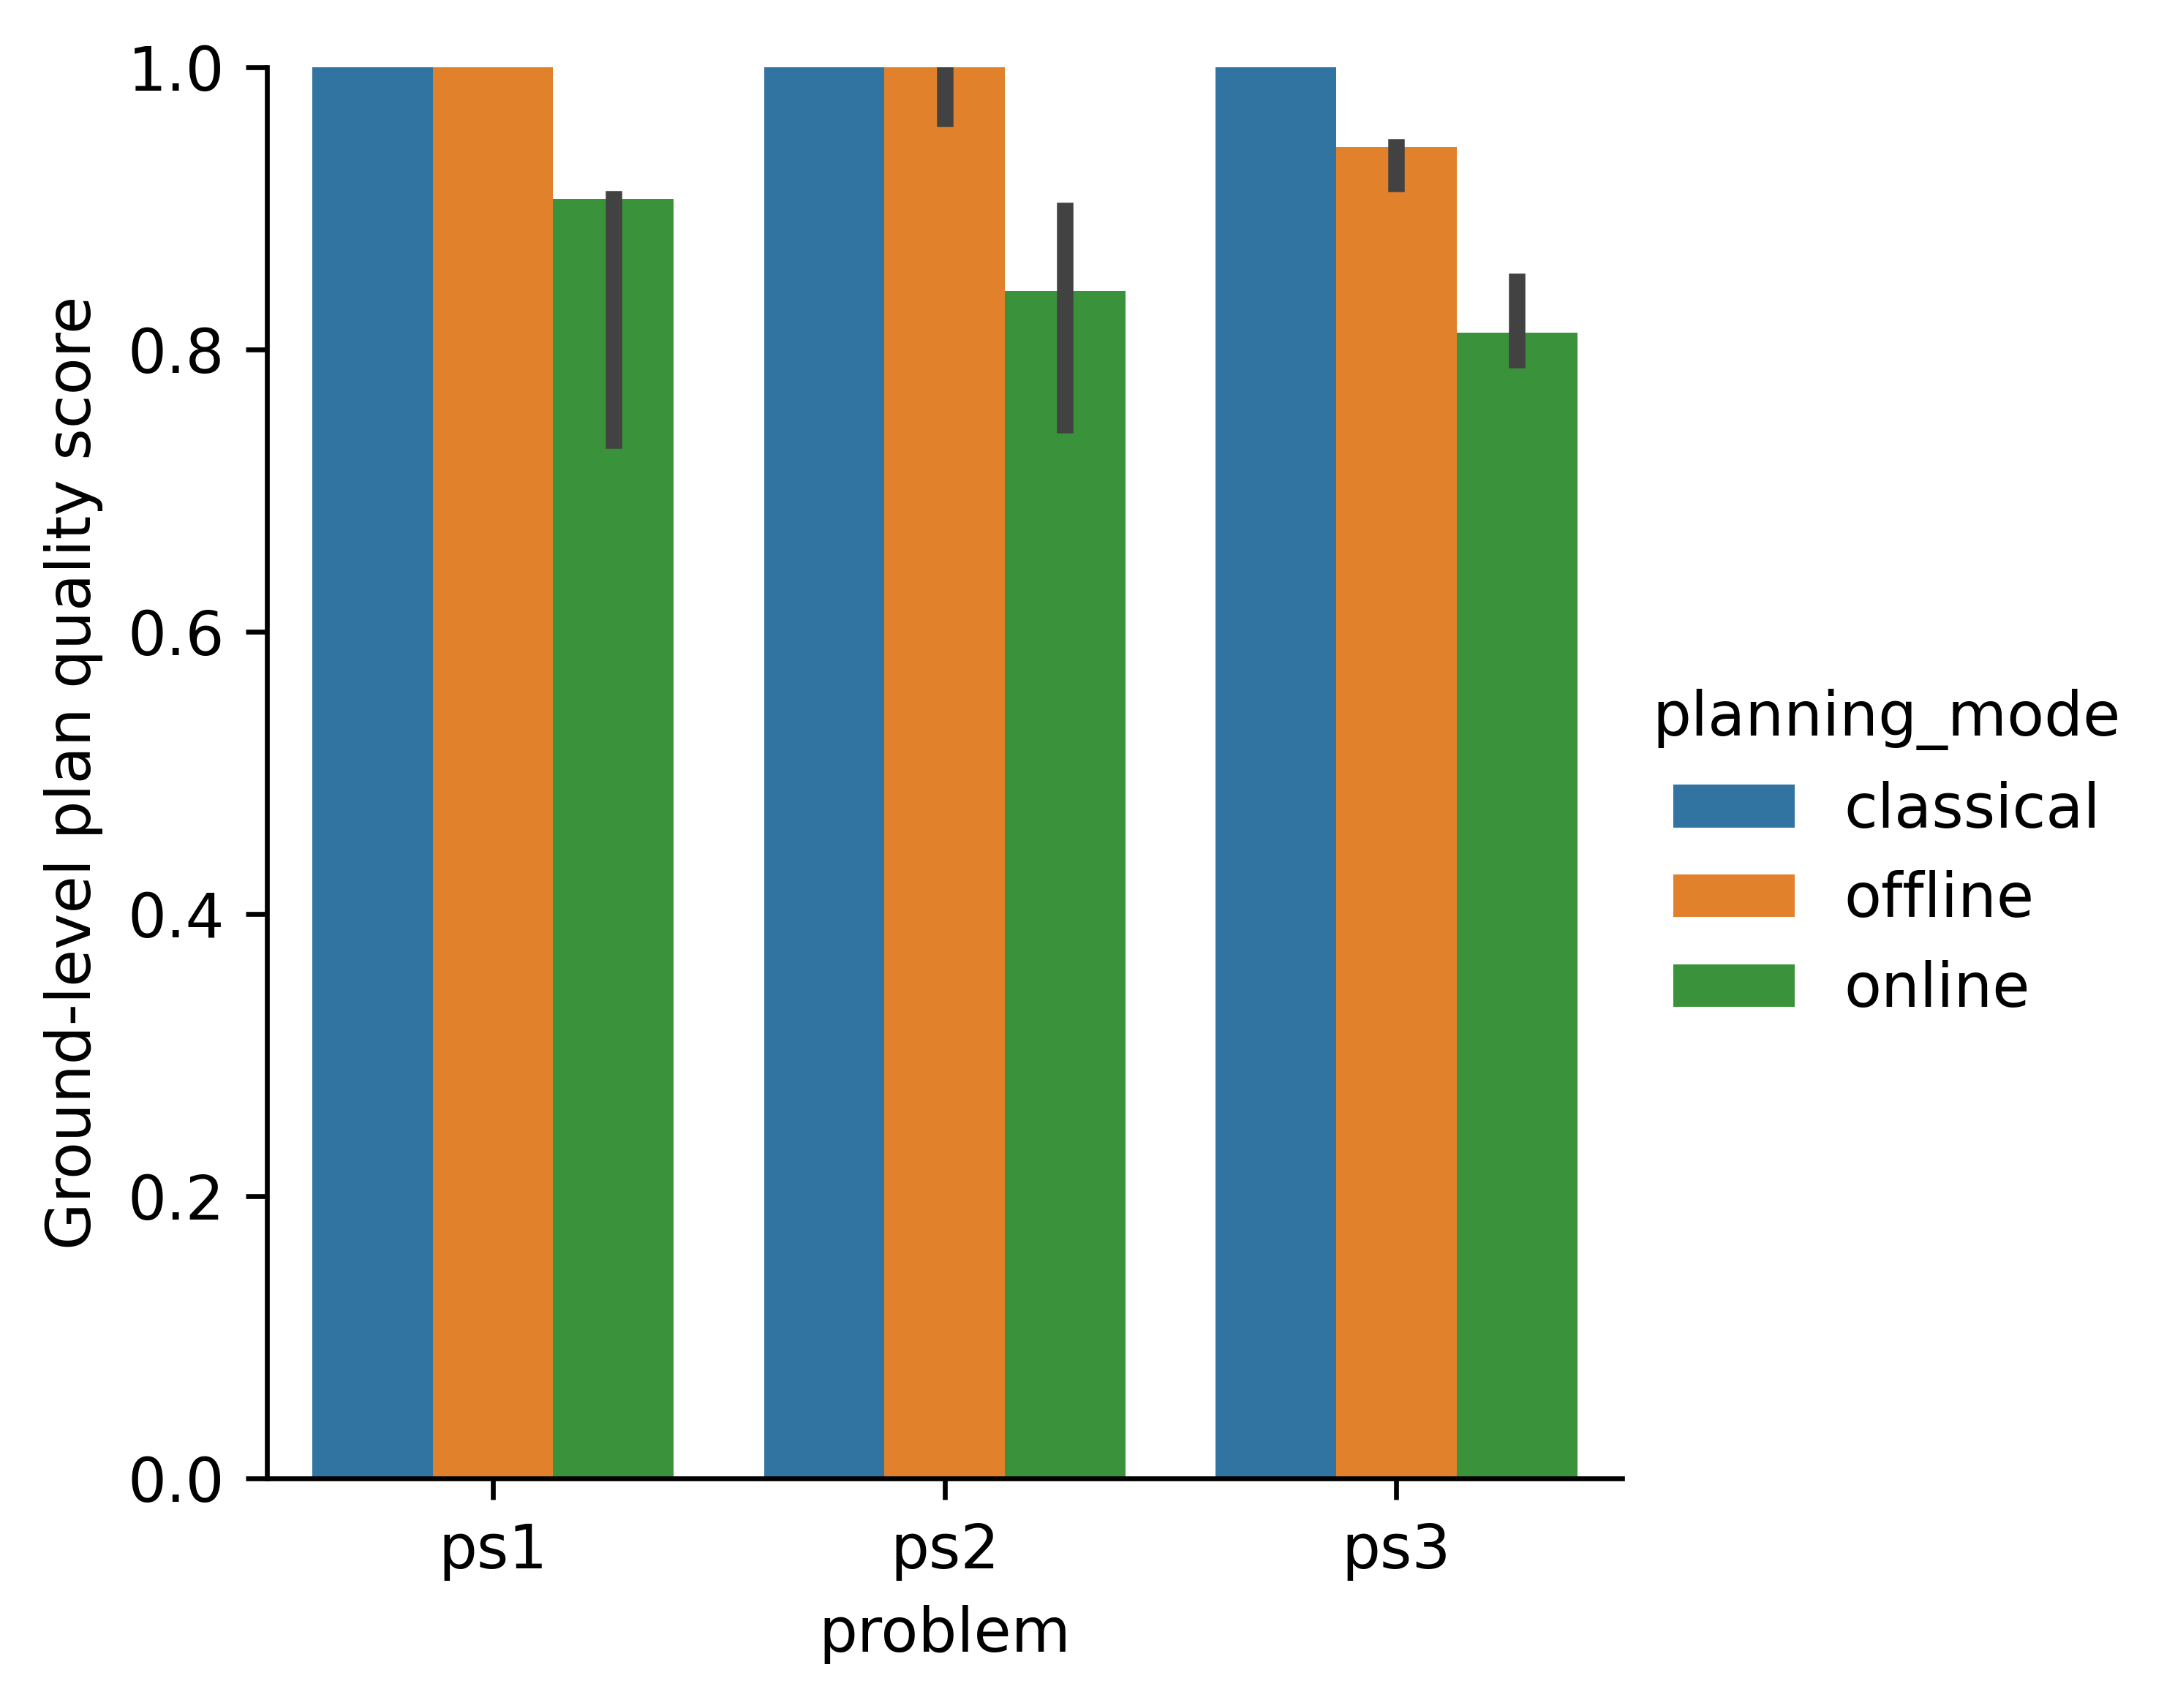 Ground-level plan quality score
1.0
0.8
0.6
0.4
0.2
0.0
ps1 ps2 ps3
problem
planning_mode
classical
offline
online